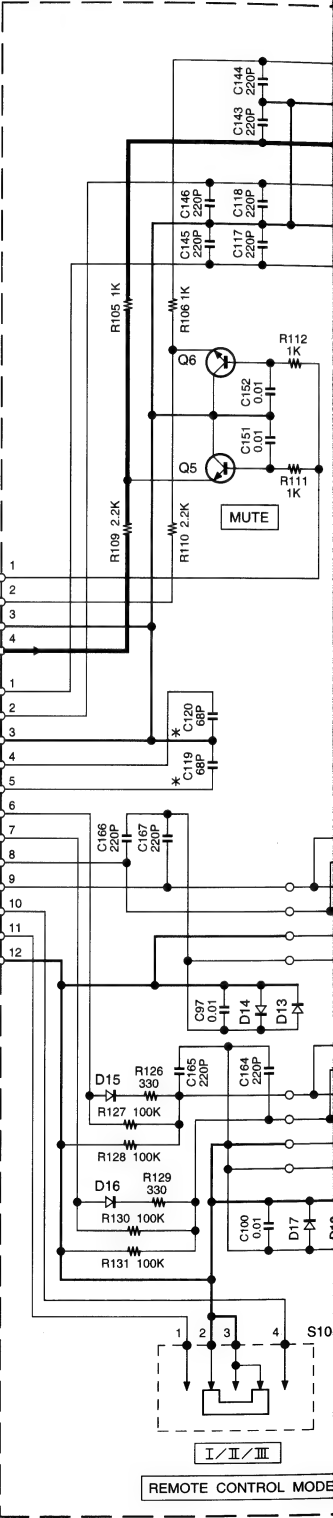 C144
220P
C143
220P
C146
220P
C118
220P
C145
220P
C117
220P
R105 1K
R106 1K
Q6
R112
1K
C152
0.01
C151
0.01
Q5
R111
1K
MUTE
R109 2.2K
R110 2.2K
1
2
3
4
1
2
3
4
5
6
7
8
9
10
11
12
* C120
68P
* C119
68P
C166
220P
C167
220P
C97
0.01
D14
D13
D15
R126
330
C165
220P
C164
220P
R127 100K
R128 100K
D16
R129
330
R130 100K
R131 100K
C100
0.01
D17
1
2
3
4
S10
I/II/III
REMOTE CONTROL MODE